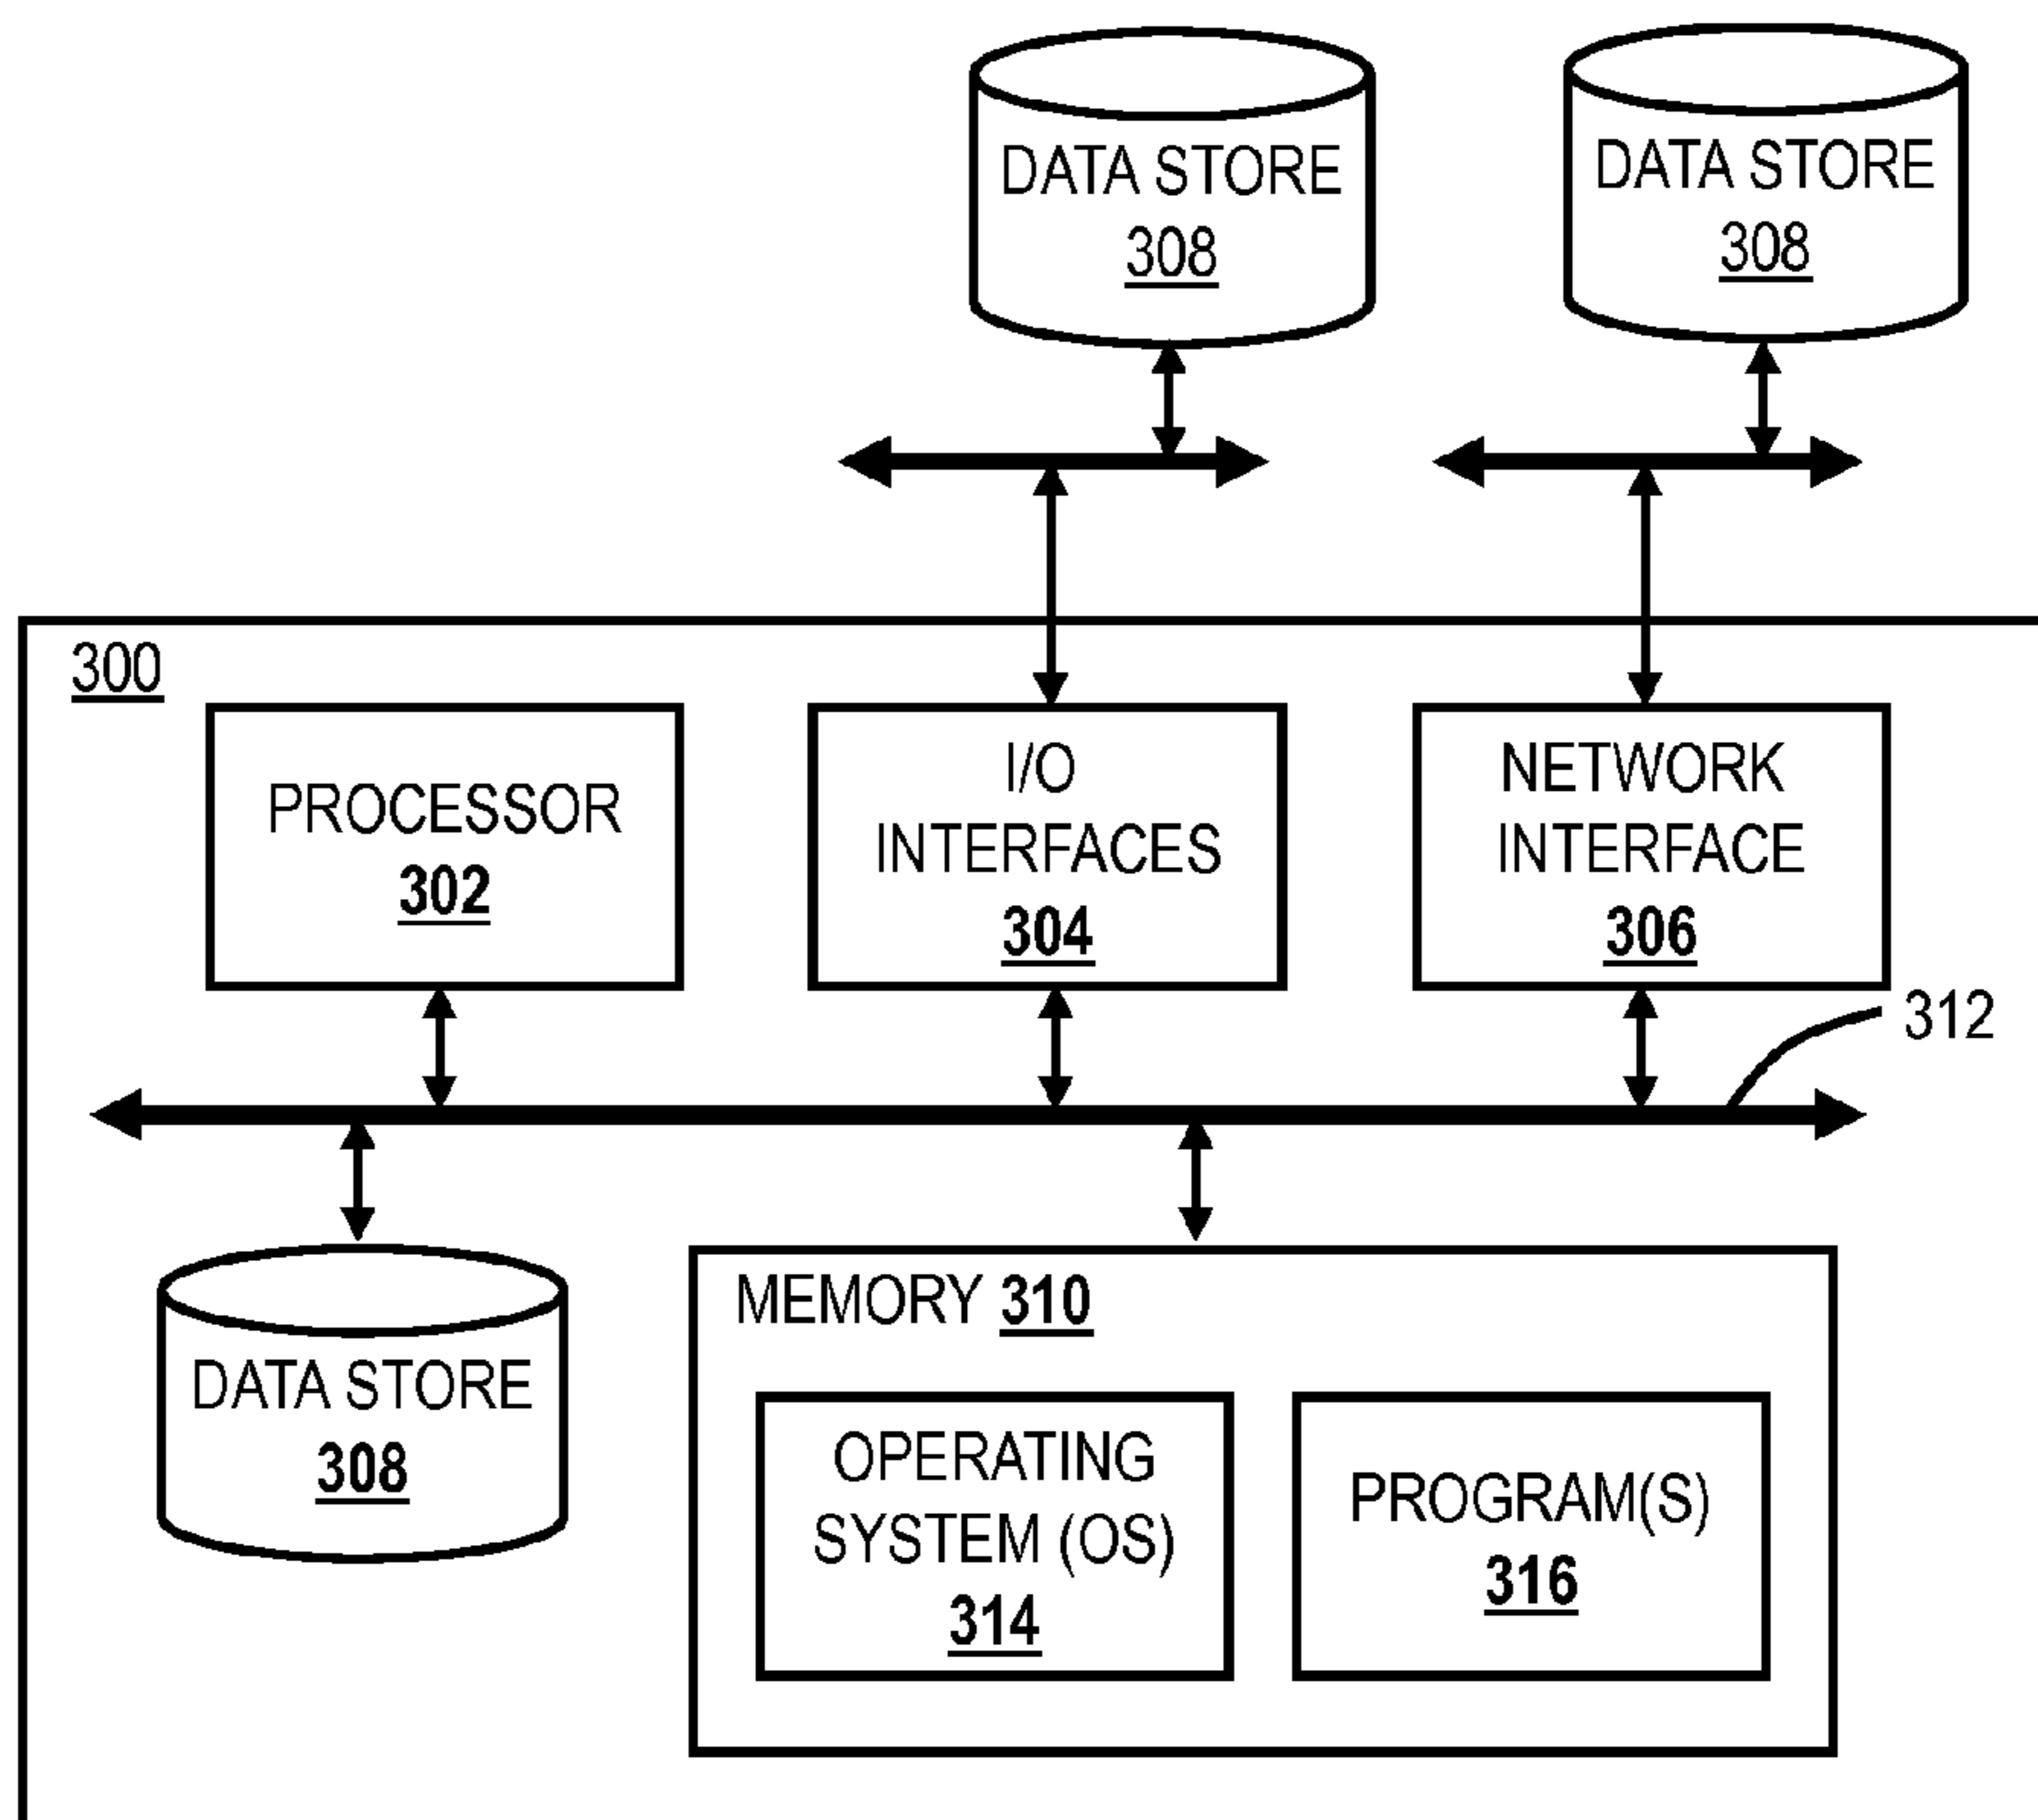 DATA STORE
308
DATA STORE
308
300
PROCESSOR
302
I/O
INTERFACES
304
NETWORK
INTERFACE
306
312
DATA STORE
308
MEMORY 310
OPERATING
SYSTEM (OS)
314
PROGRAM(S)
316